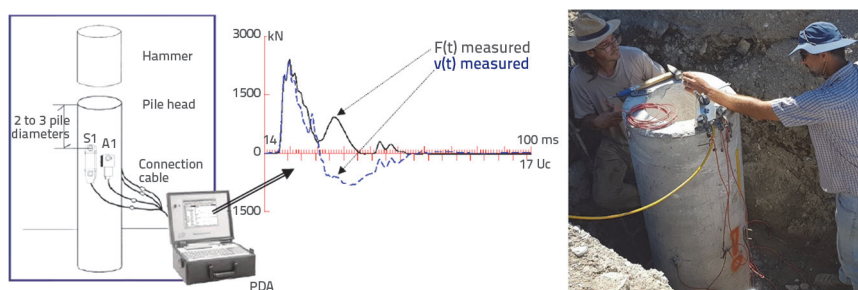 Hammer
Pile head
2 to 3 pile
diameters
S1
A1
Connection
cable
PDA
3000
kN
F(t) measured
v(t) measured
1500
14
100 ms
0
17 Uc
1500